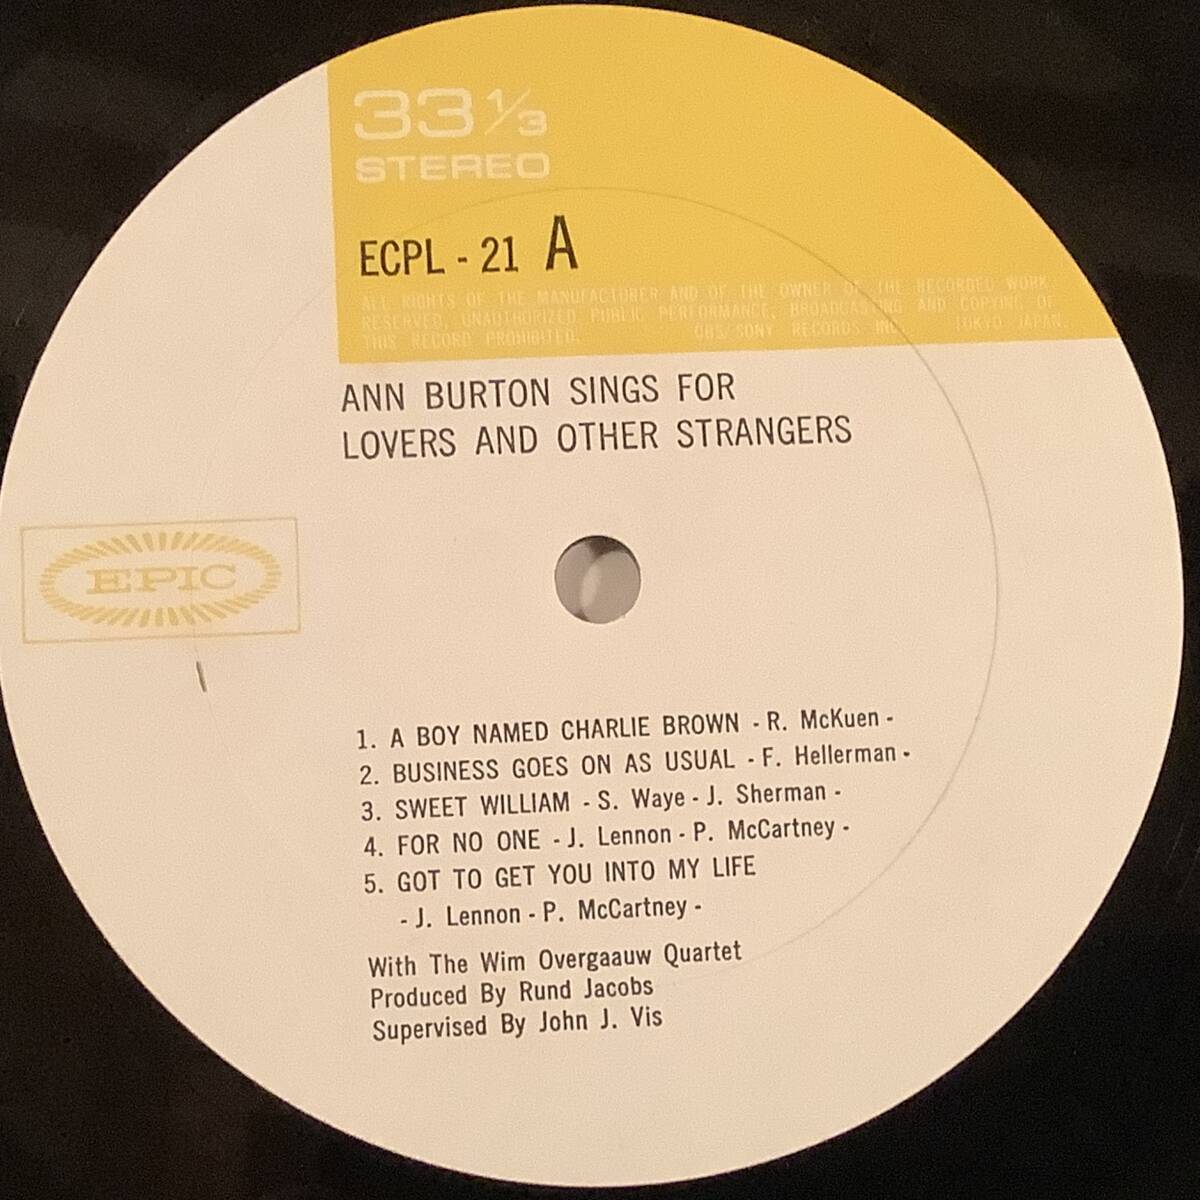 33 1/3
STEREO
ECPL - 21 A
ALL RIGHTS OF THE MANUFACTURER AND OF THE OWNER OF THE RECORDED WORK
RESERVED, UNAUTHORIZED PUBLIC PERFORMANCE, BROADCASTING AND COPYING OF
THIS RECORD PROHIBITED. CBS/SONY RECORDS INC. TOKYO JAPAN.
ANN BURTON SINGS FOR
LOVERS AND OTHER STRANGERS
EPIC
1. A BOY NAMED CHARLIE BROWN - R. McKuen -
2. BUSINESS GOES ON AS USUAL - F. Hellerman -
3. SWEET WILLIAM - S. Waye - J. Sherman -
4. FOR NO ONE - J. Lennon - P. McCartney -
5. GOT TO GET YOU INTO MY LIFE
- J. Lennon - P. McCartney -
With The Wim Overgaauw Quartet
Produced By Rund Jacobs
Supervised By John J. Vis